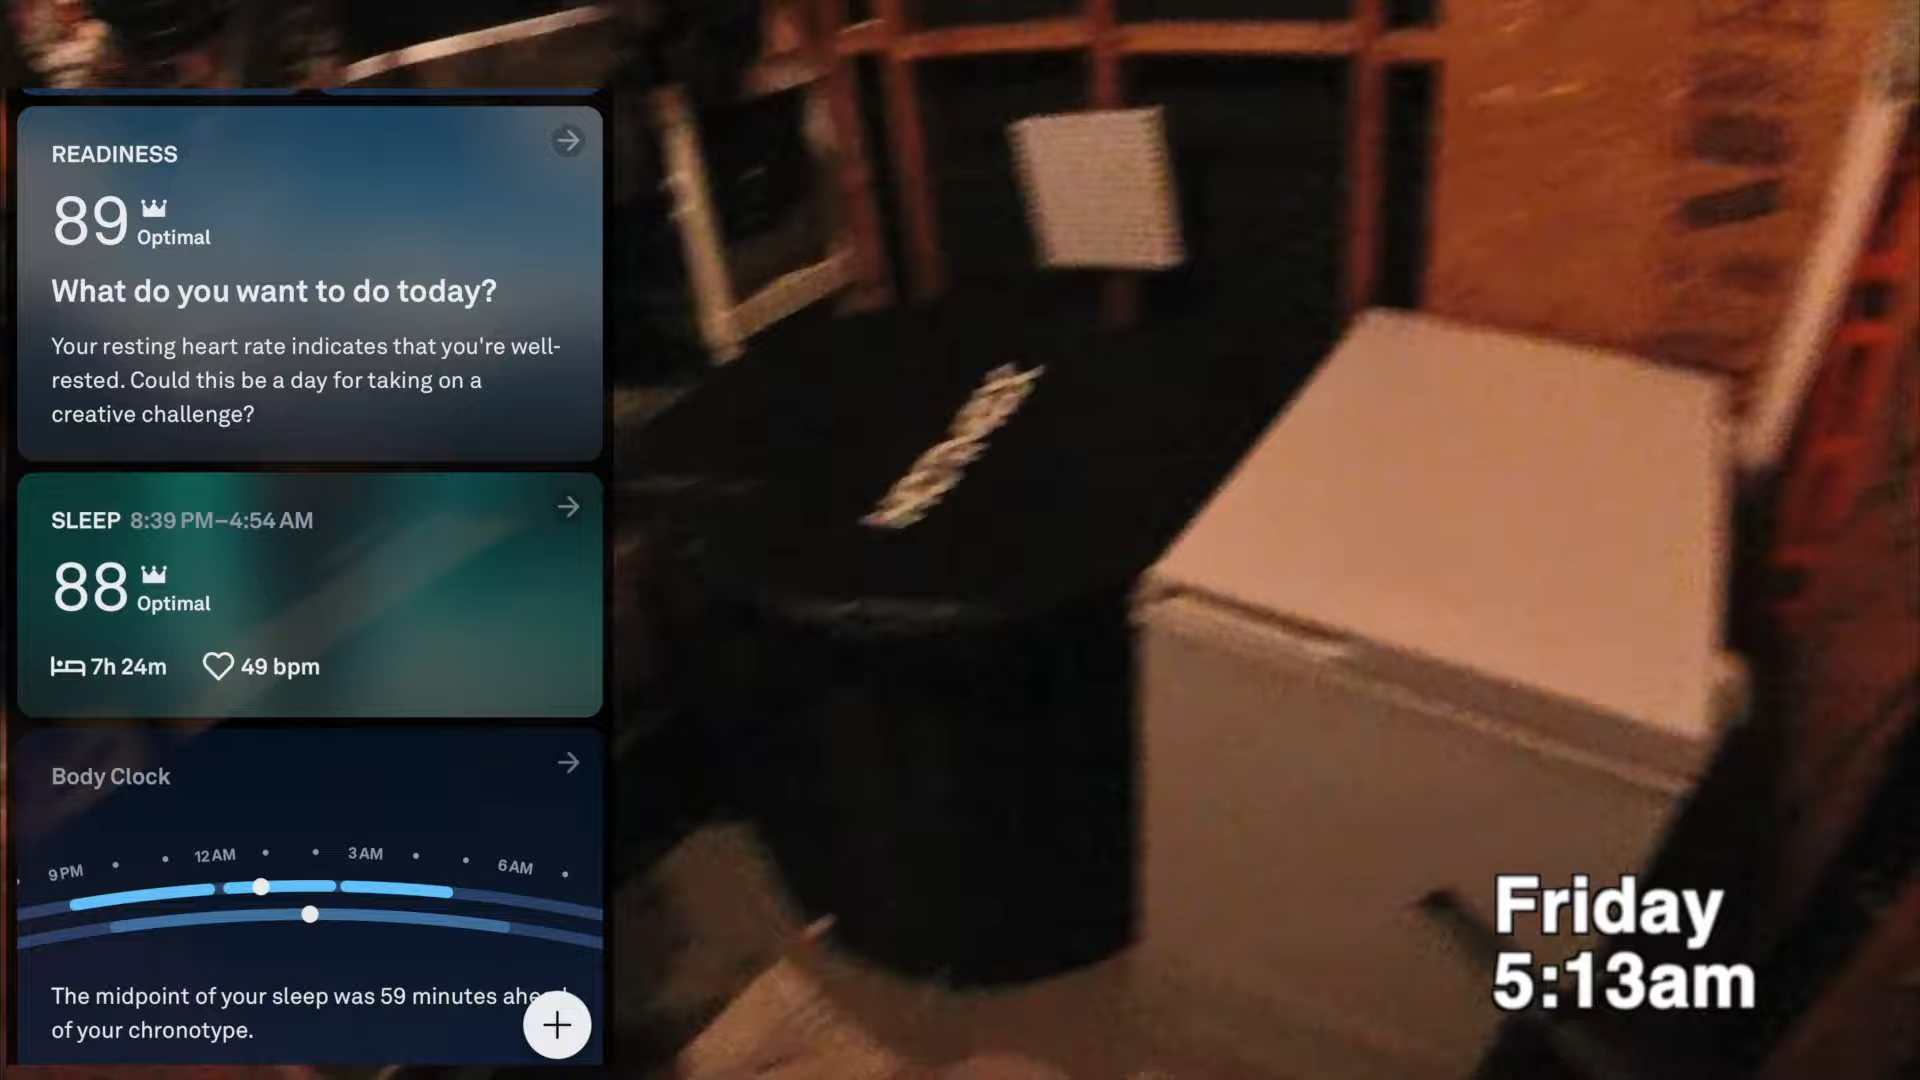 READINESS
89
Optimal
What do you want to do today?
Your resting heart rate indicates that you're well-
rested. Could this be a day for taking on a
creative challenge?
SLEEP 8:39 PM–4:54 AM
88
Optimal
7h 24m 49 bpm
Body Clock
9 PM 12 AM 3 AM 6 AM
The midpoint of your sleep was 59 minutes
of your chronotype.
Friday
5:13am